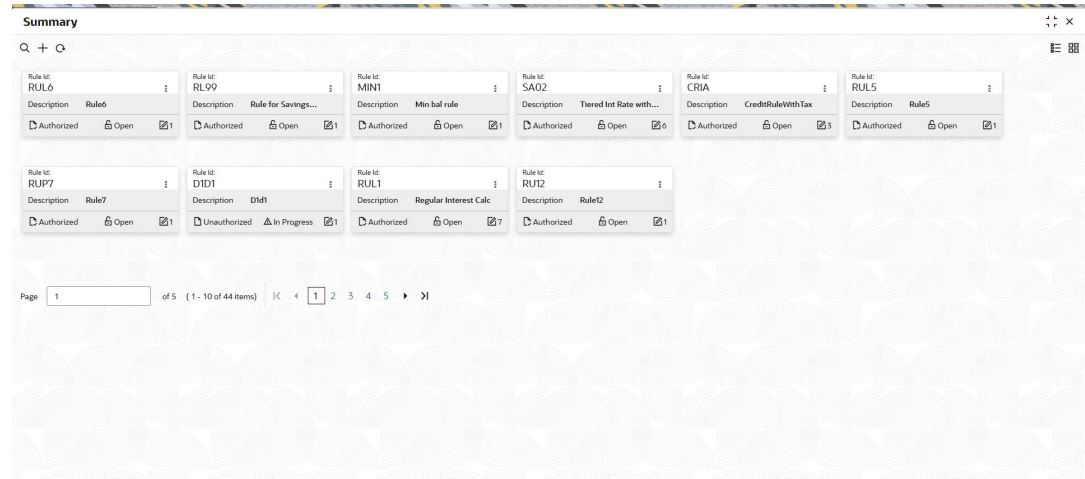 Summary
Rule Id: Rule Id: Rule Id: Rule Id: Rule Id: Rule Id:
RUL6 RL99 MIN1 SA02 CRIA RUL5
Description Rule6 Description Rule for Savings... Description Min bal rule Description Tiered Int Rate with... Description CreditRuleWithTax Description Rule5
Authorized Open 1 Authorized Open 1 Authorized Open 1 Authorized Open 6 Authorized Open 3 Authorized Open 1
Rule Id: Rule Id: Rule Id: Rule Id:
RUP7 D1D1 RUL1 RU12
Description Rule7 Description D1d1 Description Regular Interest Calc Description Rule12
Authorized Open 1 Unauthorized In Progress 1 Authorized Open 7 Authorized Open 1
Page 1 of 5 ( 1 - 10 of 44 items) 1 2 3 4 5